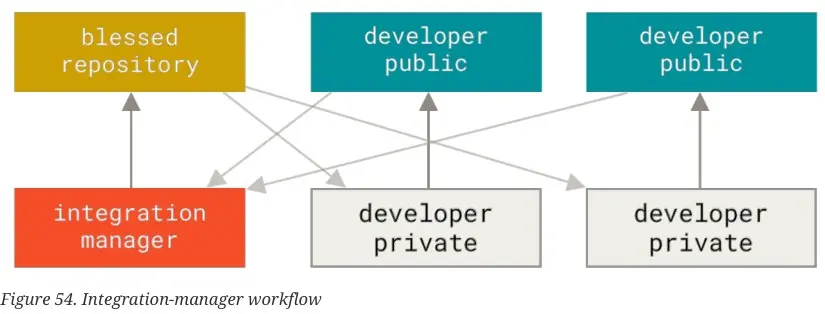 blessed
repository
developer
public
developer
public
integration
manager
developer
private
developer
private
Figure 54. Integration-manager workflow